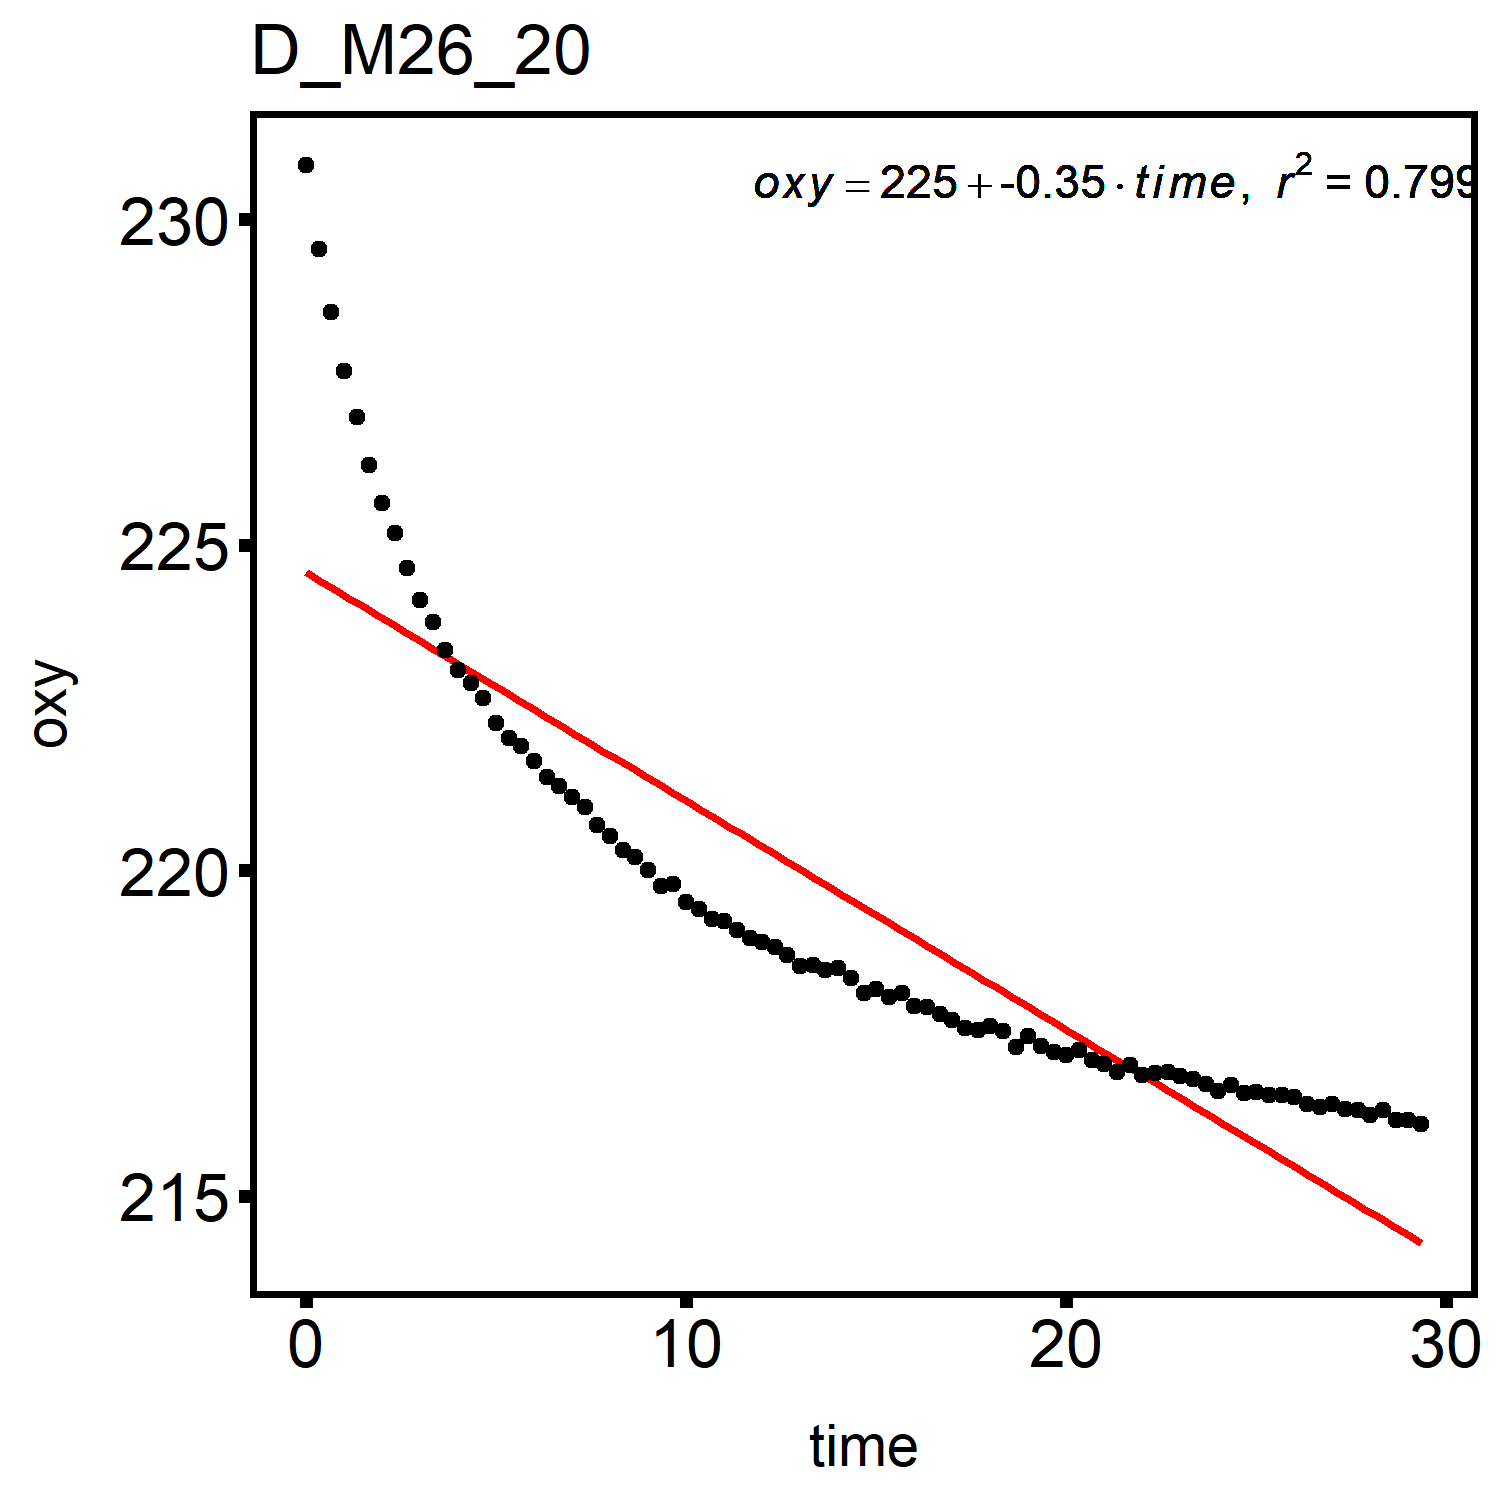 D_M26_20
oxy = 225 + -0.35 · time, r² = 0.799
230
225
220
215
oxy
0 10 20 30
time